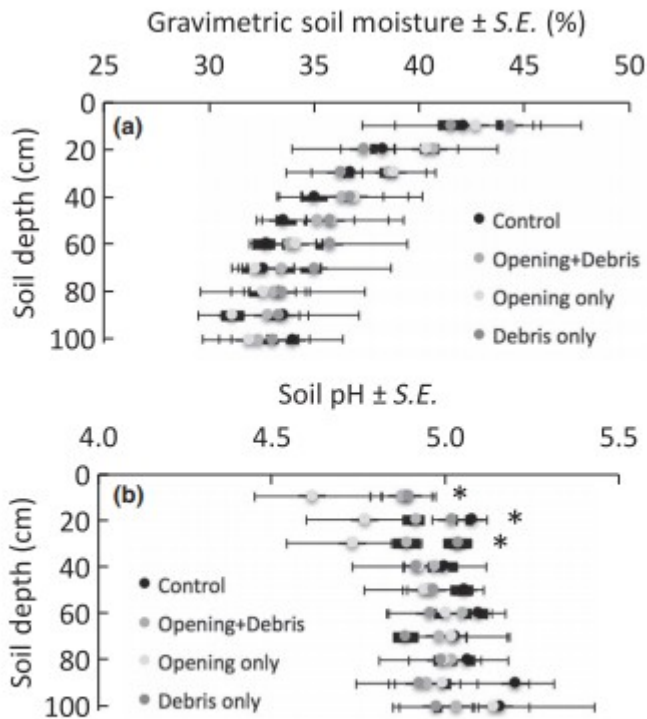 Gravimetric soil moisture ± S.E. (%)
25 30 35 40 45 50
0
(a)
20
40
60
80
100
Soil depth (cm)
Control
Opening+Debris
Opening only
Debris only
Soil pH ± S.E.
4.0 4.5 5.0 5.5
0
(b)
*
20
*
*
40
60
80
100
Soil depth (cm)
Control
Opening+Debris
Opening only
Debris only